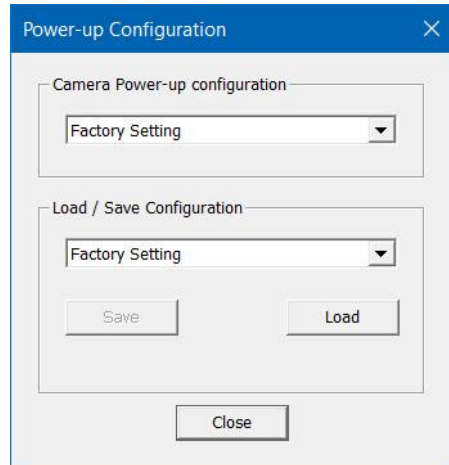 Power-up Configuration
Camera Power-up configuration
Factory Setting
Load / Save Configuration
Factory Setting
Save Load
Close